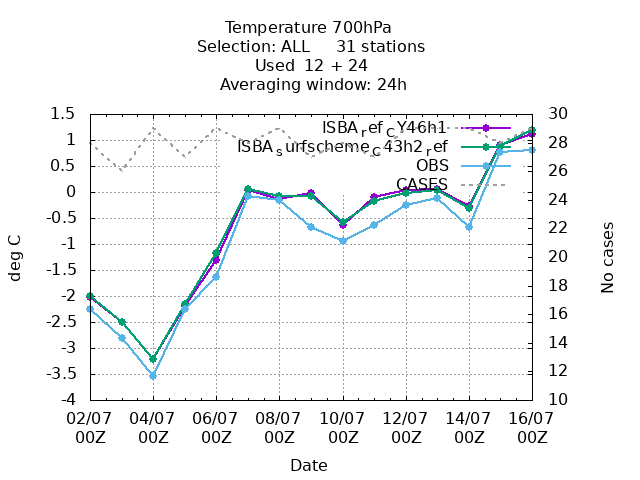 Temperature 700hPa
Selection: ALL 31 stations
Used 12 + 24
Averaging window: 24h
ISBA_ref_CY46h1
ISBA_surfscheme_c43h2_ref
OBS
CASES
1.5
1
0.5
0
-0.5
-1
-1.5
-2
-2.5
-3
-3.5
-4
deg C
30
28
26
24
22
20
18
16
14
12
10
No cases
02/07 04/07 06/07 08/07 10/07 12/07 14/07 16/07
00Z 00Z 00Z 00Z 00Z 00Z 00Z 00Z
Date